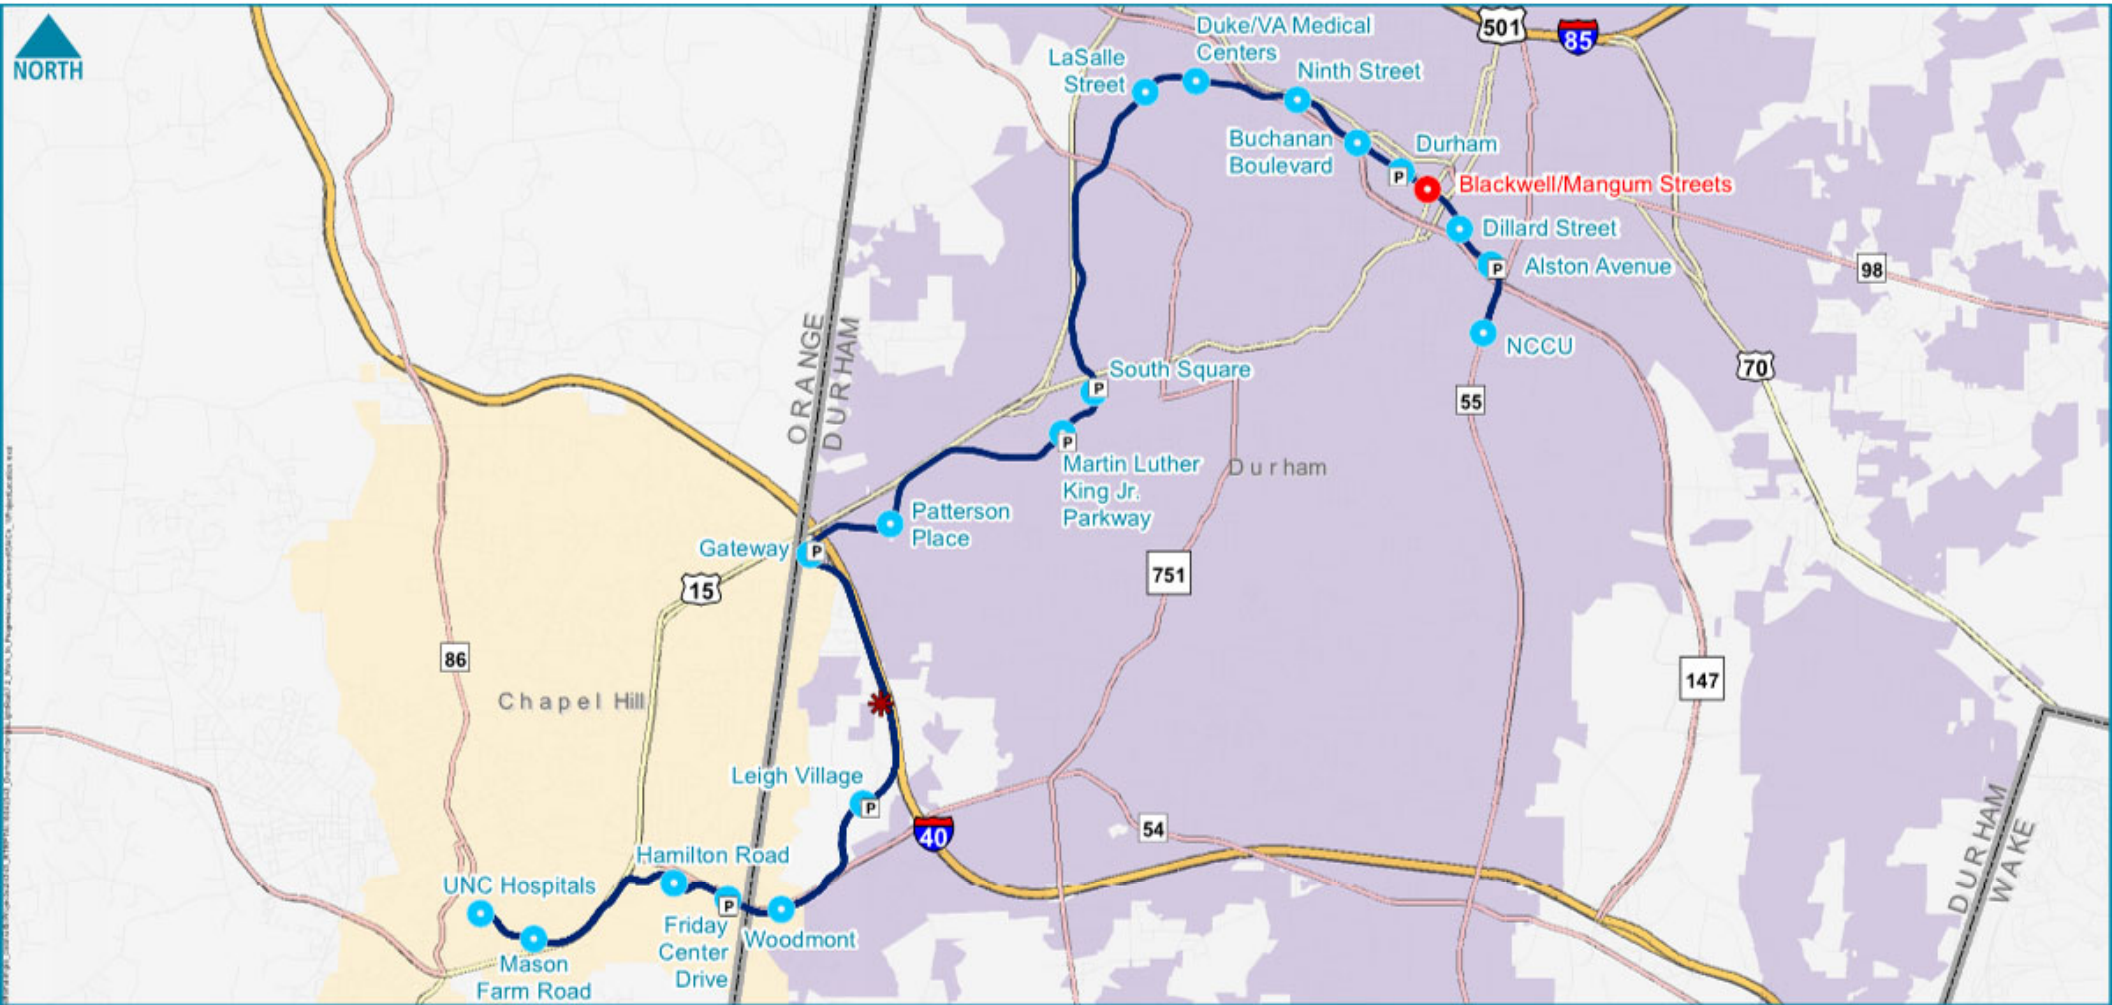 NORTH
501
85
Duke/VA Medical
Centers
LaSalle
Street
Ninth Street
Buchanan
Boulevard
Durham
P
Blackwell/Mangum Streets
Dillard Street
P
Alston Avenue
98
NCCU
ORANGE
DURHAM
South Square
P
70
55
P
Martin Luther
King Jr.
Parkway
Durham
Patterson
Place
Gateway
P
15
751
86
Chapel Hill
147
Leigh Village
P
40
54
DURHAM
WAKE
Hamilton Road
UNC Hospitals
P
Friday
Center
Drive
Woodmont
Mason
Farm Road